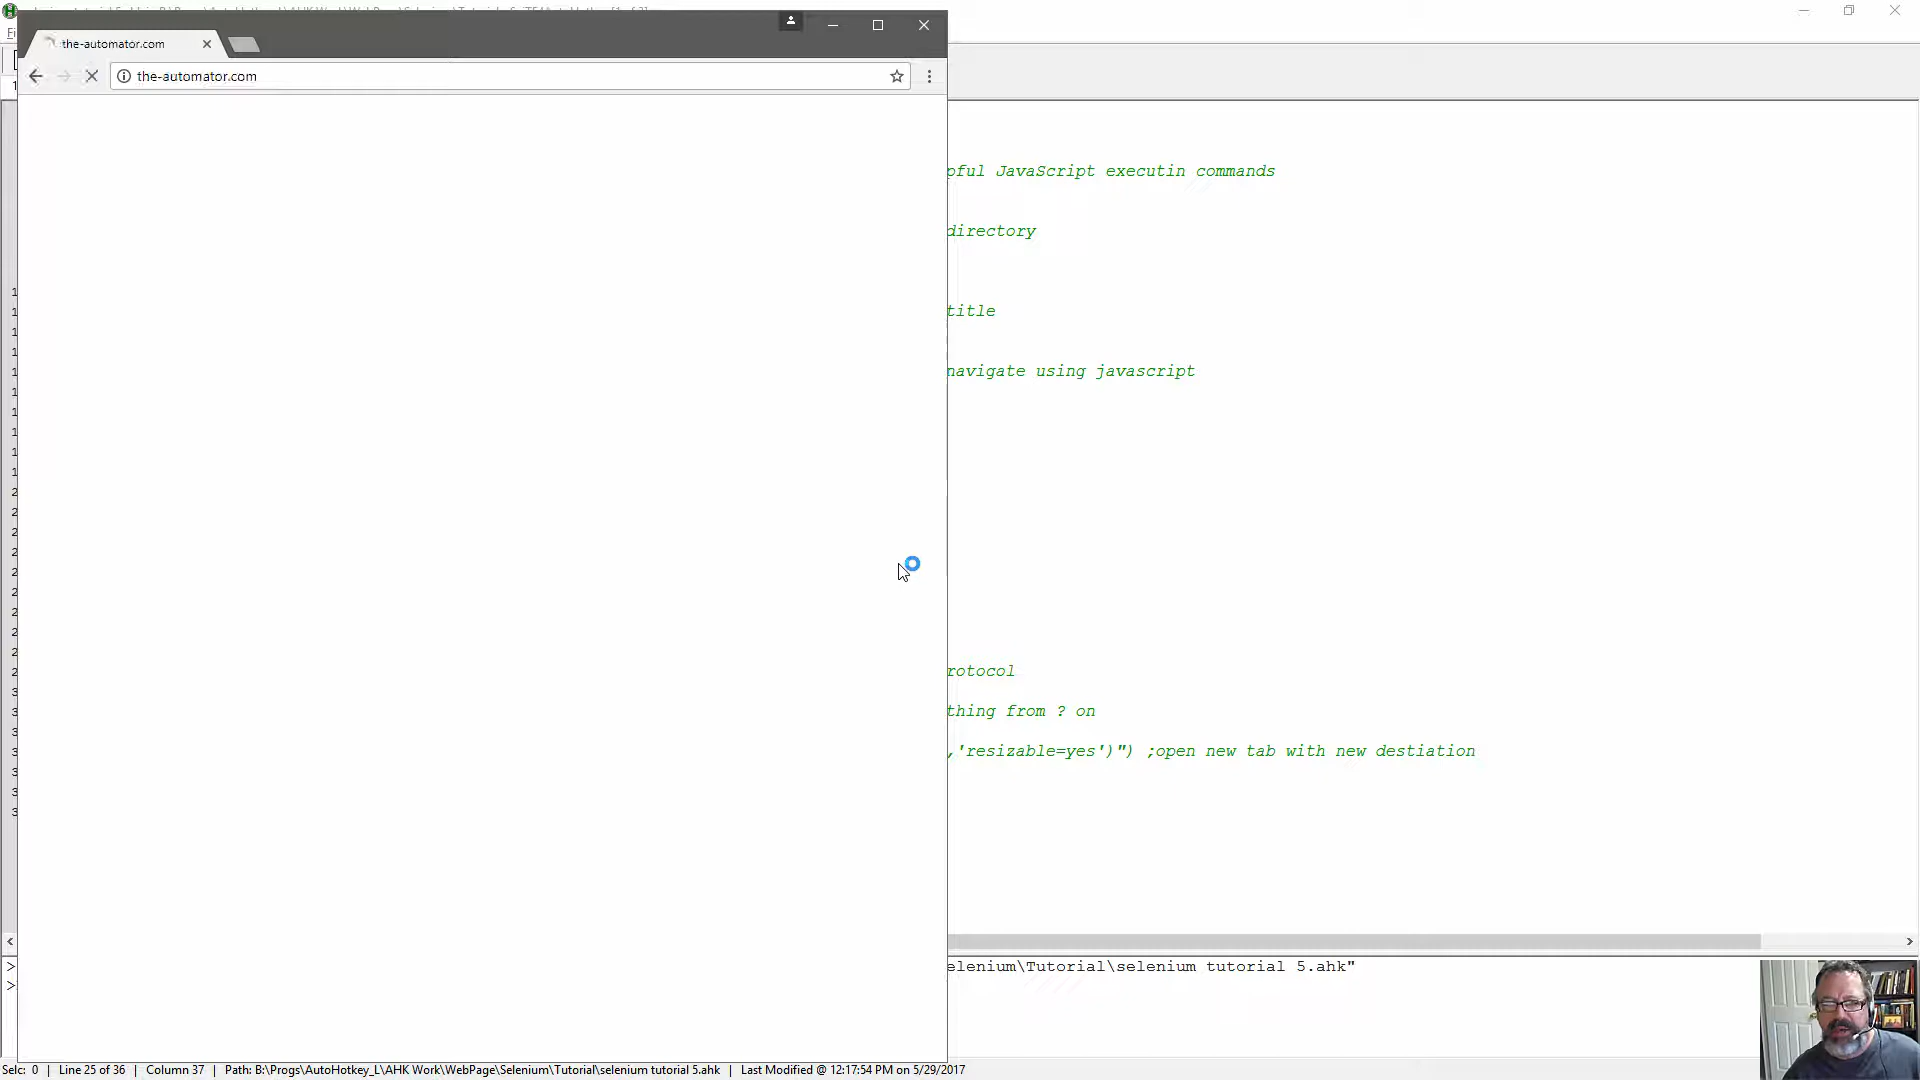 the-automator.com
the-automator.com
pful JavaScript executin commands
directory
title
navigate using javascript
rotocol
thing from ? on
,'resizable=yes')") ;open new tab with new destiation
elenium\Tutorial\selenium tutorial 5.ahk"
Selc: 0 | Line 25 of 36 | Column 37 | Path: B:\Progs\AutoHotkey_L\AHK Work\WebPage\Selenium\Tutorial\selenium tutorial 5.ahk | Last Modified @ 12:17:54 PM on 5/29/2017